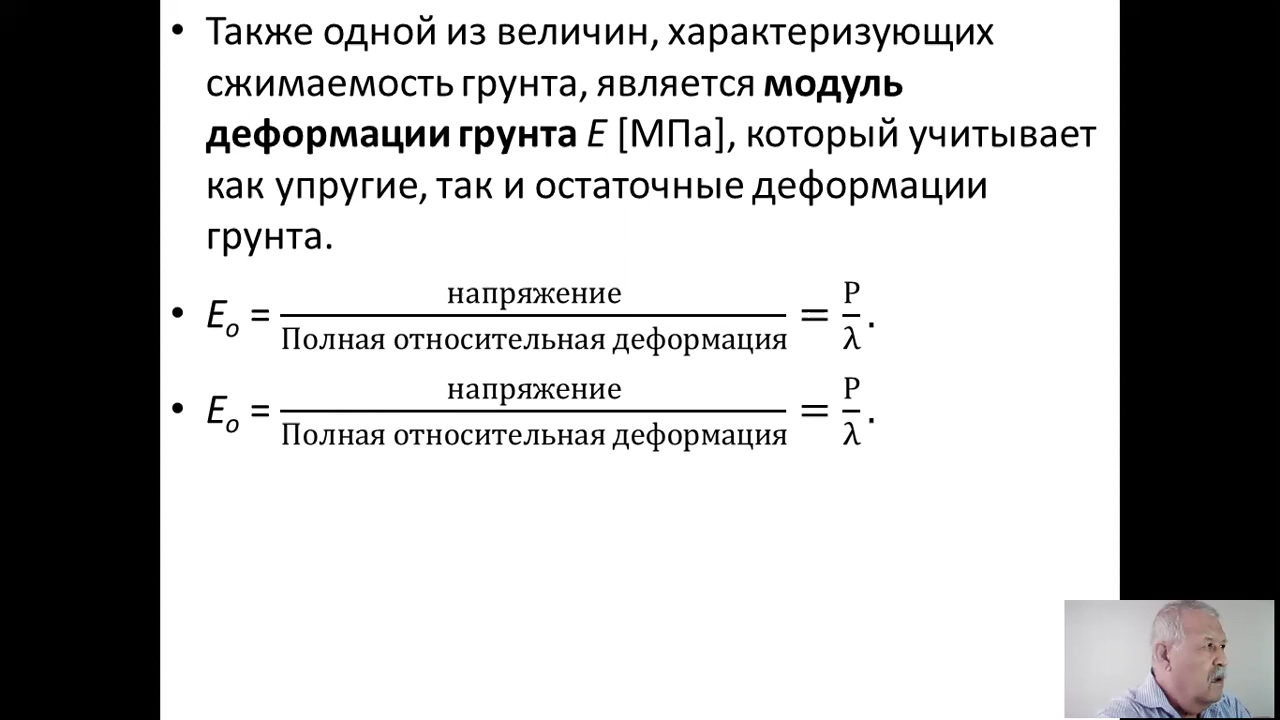 • Также одной из величин, характеризующих
сжимаемость грунта, является модуль
деформации грунта E [МПа], который учитывает
как упругие, так и остаточные деформации
грунта.
• Eₒ = напряжение / Полная относительная деформация = P / λ .
• Eₒ = напряжение / Полная относительная деформация = P / λ .